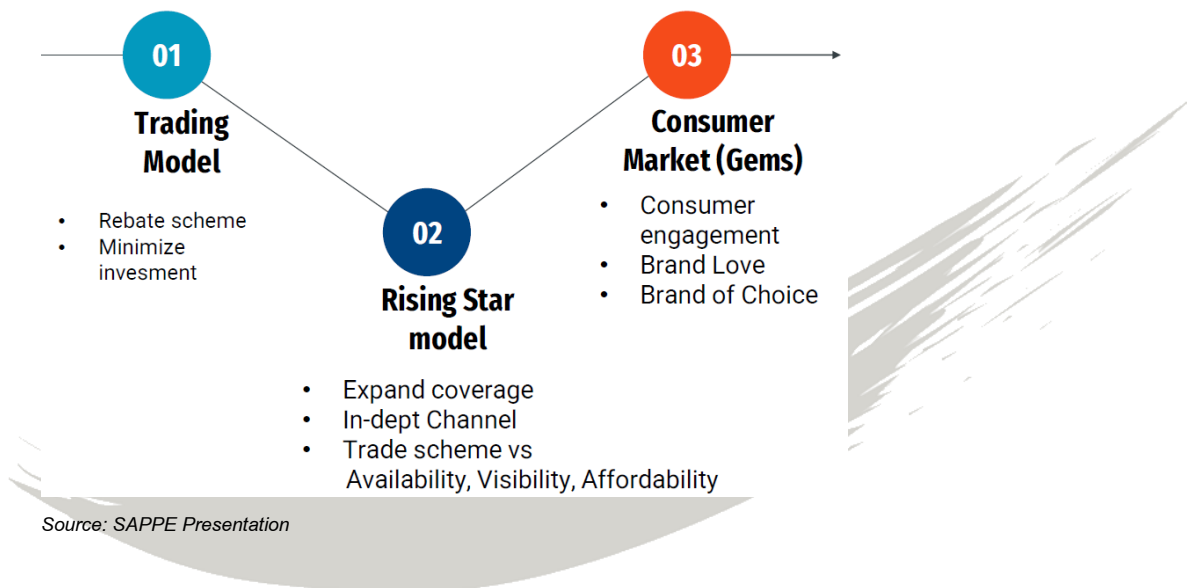 01
Trading
Model
• Rebate scheme
• Minimize
invesment
02
Rising Star
model
• Expand coverage
• In-dept Channel
• Trade scheme vs
Availability, Visibility, Affordability
03
Consumer
Market (Gems)
• Consumer
engagement
• Brand Love
• Brand of Choice
Source: SAPPE Presentation